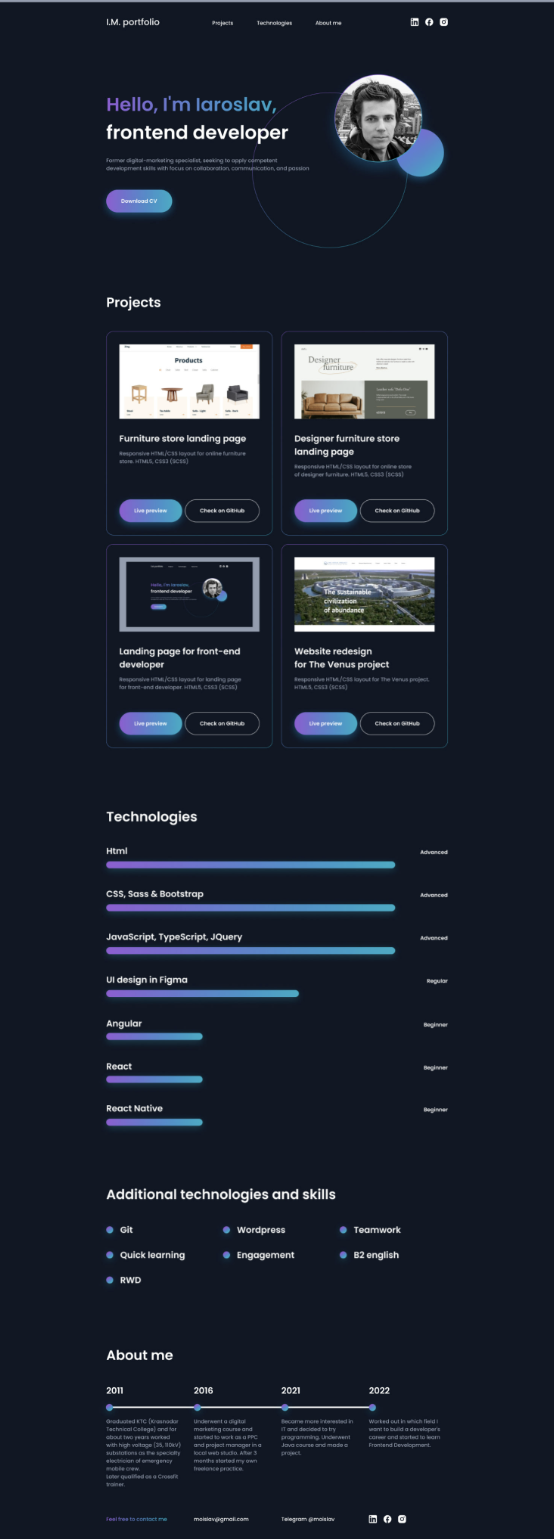 I.M. portfolio
Projects
Technologies
About me
Hello, I'm Iaroslav,
frontend developer
Former digital-marketing specialist, seeking to apply competent
development skills with focus on collaboration, communication, and passion
Download CV
Projects
Products
Furniture store landing page
Responsive HTML/CSS layout for online furniture
store. HTML5, CSS3 (SCSS)
Live preview
Check on GitHub
Designer
furniture
Designer furniture store
landing page
Responsive HTML/CSS layout for online store
of designer furniture. HTML5, CSS3 (SCSS)
Live preview
Check on GitHub
Hello, I'm Iaroslav,
frontend developer
Landing page for front-end
developer
Responsive HTML/CSS layout for landing page
for front-end developer. HTML5, CSS3 (SCSS)
Live preview
Check on GitHub
The sustainable
civilization
of abundance
Website redesign
for The Venus project
Responsive HTML/CSS layout for The Venus project.
HTML5, CSS3 (SCSS)
Live preview
Check on GitHub
Technologies
Html
Advanced
CSS, Sass & Bootstrap
Advanced
JavaScript, TypeScript, JQuery
Advanced
UI design in Figma
Regular
Angular
Beginner
React
Beginner
React Native
Beginner
Additional technologies and skills
Git
Wordpress
Teamwork
Quick learning
Engagement
B2 english
RWD
About me
2011
Graduated KTC (Krasnodar
Technical College) and for
about two years worked
with high voltage (35, 110kV)
substations as the specialty
electrician of emergency
mobile crew.
Later qualified as a Crossfit
trainer.
2016
Underwent a digital
marketing course and
started to work as a PPC
and project manager in a
local web studio. After 3
months started my own
freelance practice.
2021
Became more interested in
IT and decided to try
programming. Underwent
Java course and made a
project.
2022
Worked out in which field I
want to build a developer's
career and started to learn
Frontend Development.
Feel free to contact me
moislav@gmail.com
Telegram @moislav